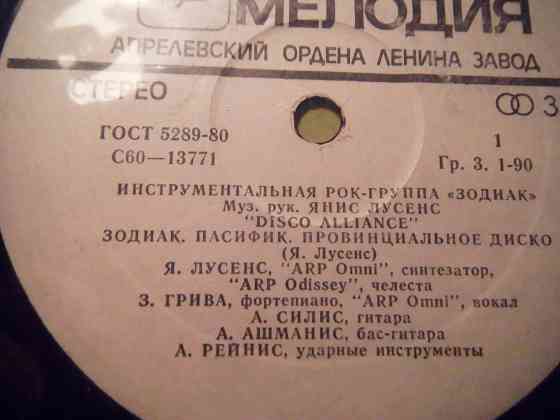 МЕЛОДИЯ
АПРЕЛЕВСКИЙ ОРДЕНА ЛЕНИНА ЗАВОД
СТЕРЕО
3
ГОСТ 5289-80
1
С60—13771
Гр. 3. 1-90
ИНСТРУМЕНТАЛЬНАЯ РОК-ГРУППА «ЗОДИАК»
Муз. рук. ЯНИС ЛУСЕНС
"DISCO ALLIANCE"
ЗОДИАК. ПАСИФИК. ПРОВИНЦИАЛЬНОЕ ДИСКО
(Я. Лусенс)
Я. ЛУСЕНС, "ARP Omni", синтезатор,
"ARP Odissey", челеста
З. ГРИВА, фортепиано, "ARP Omni", вокал
А. СИЛИС, гитара
А. АШМАНИС, бас-гитара
А. РЕЙНИС, ударные инструменты